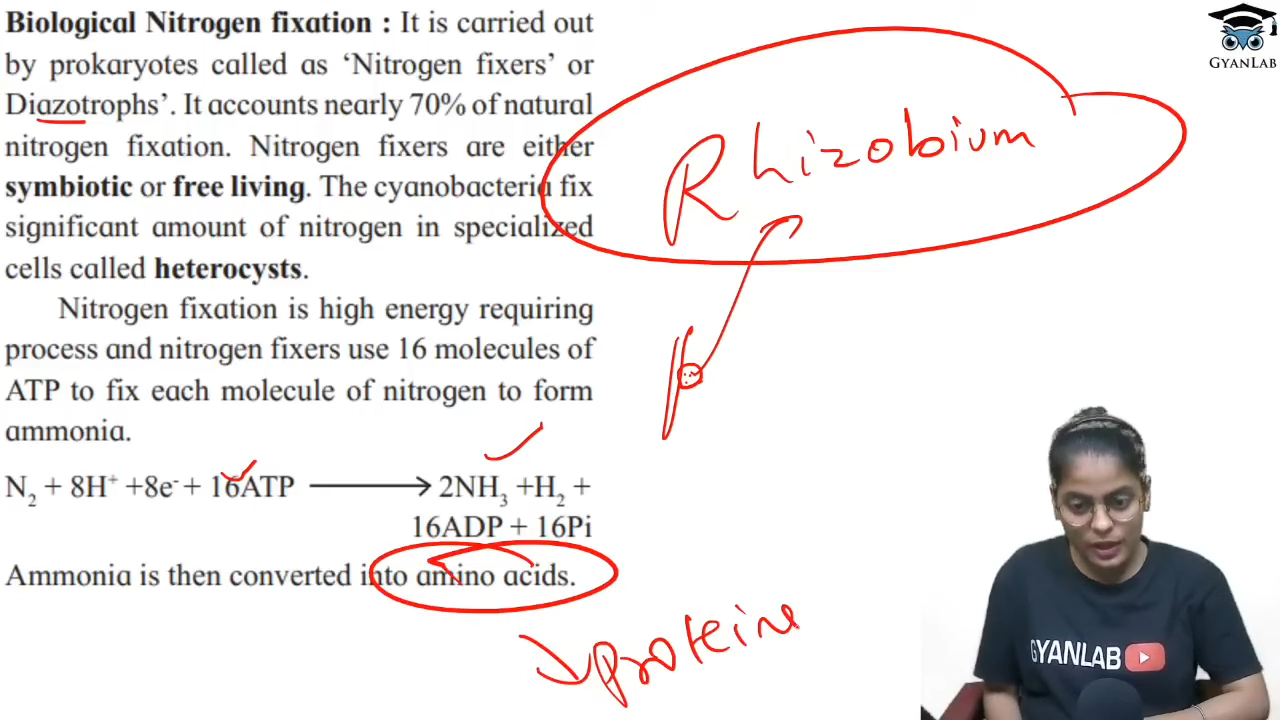 Biological Nitrogen fixation : It is carried out
by prokaryotes called as ‘Nitrogen fixers’ or
Diazotrophs’. It accounts nearly 70% of natural
nitrogen fixation. Nitrogen fixers are either
symbiotic or free living. The cyanobacteria fix
significant amount of nitrogen in specialized
cells called heterocysts.
Nitrogen fixation is high energy requiring
process and nitrogen fixers use 16 molecules of
ATP to fix each molecule of nitrogen to form
ammonia.
N₂ + 8H⁺ +8e⁻ + 16ATP ⟶ 2NH₃ +H₂ +
16ADP + 16Pi
Ammonia is then converted into amino acids.
Rhizobium
proteins
GYANLAB
GYANLAB